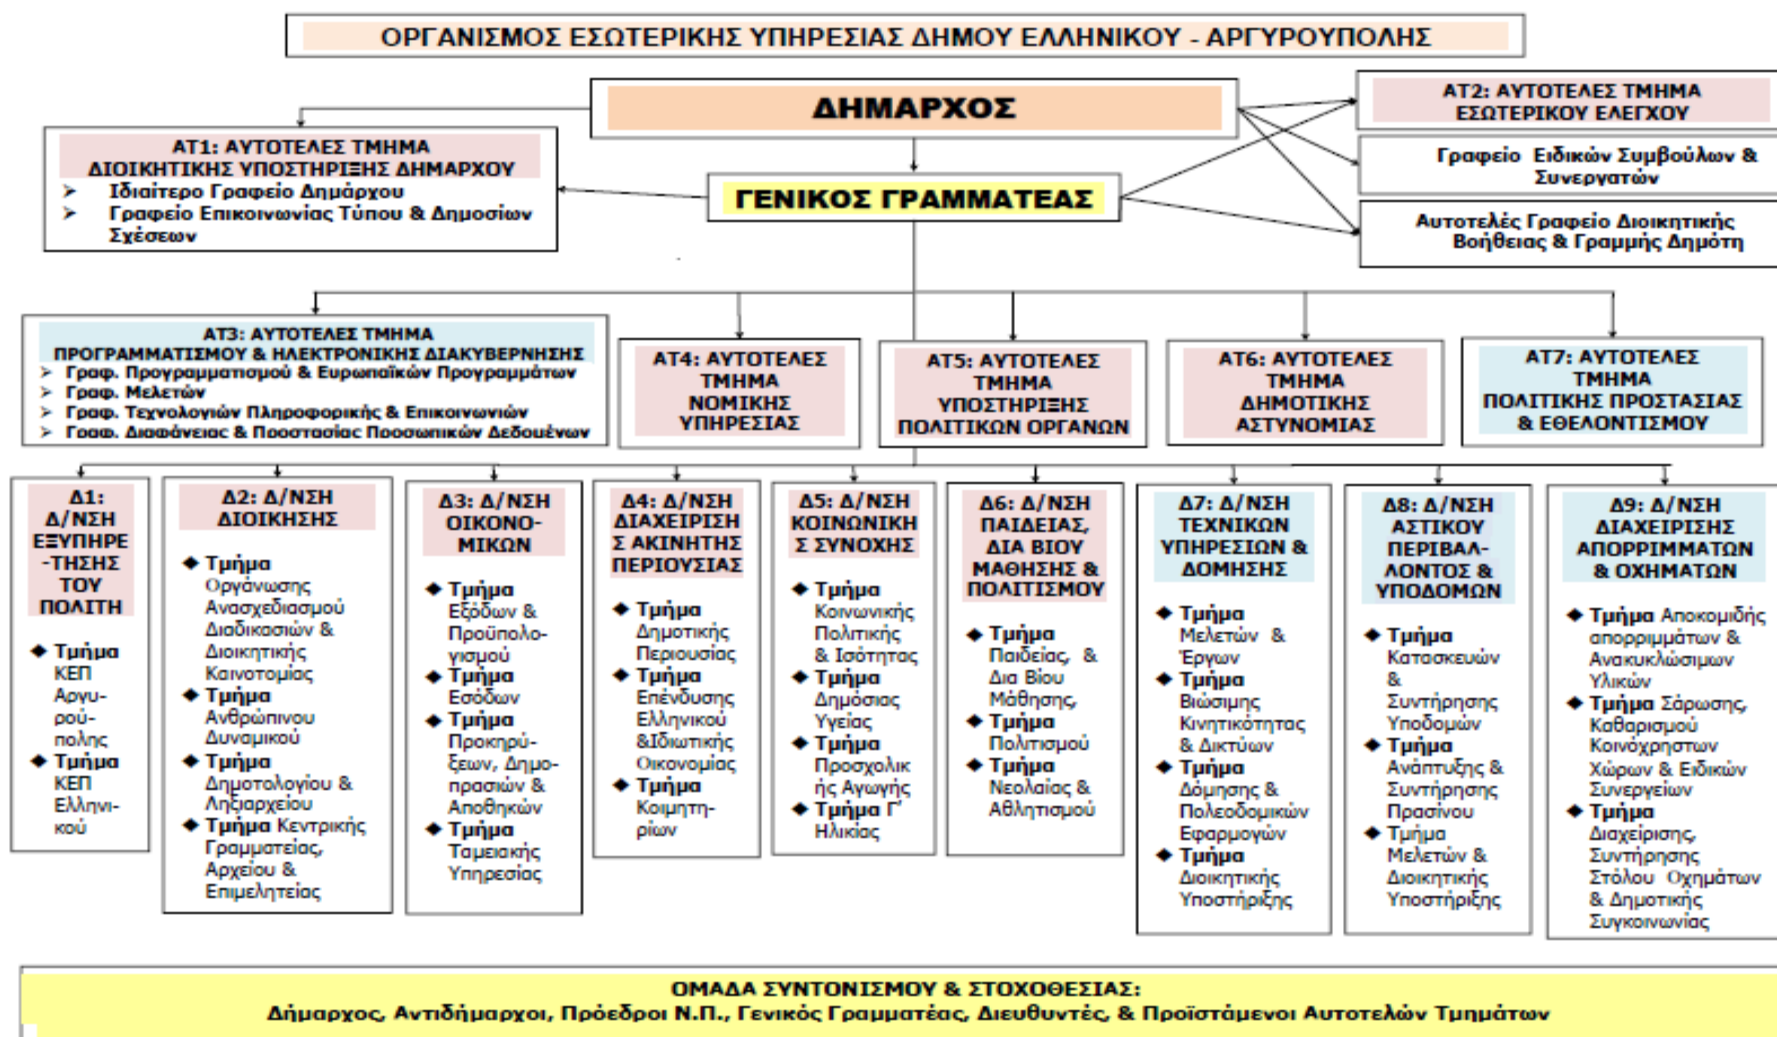 ΟΡΓΑΝΙΣΜΟΣ ΕΣΩΤΕΡΙΚΗΣ ΥΠΗΡΕΣΙΑΣ ΔΗΜΟΥ ΕΛΛΗΝΙΚΟΥ - ΑΡΓΥΡΟΥΠΟΛΗΣ
ΔΗΜΑΡΧΟΣ
ΑΤ2: ΑΥΤΟΤΕΛΕΣ ΤΜΗΜΑ
ΕΣΩΤΕΡΙΚΟΥ ΕΛΕΓΧΟΥ
ΑΤ1: ΑΥΤΟΤΕΛΕΣ ΤΜΗΜΑ
ΔΙΟΙΚΗΤΙΚΗΣ ΥΠΟΣΤΗΡΙΞΗΣ ΔΗΜΑΡΧΟΥ
➢ Ιδιαίτερο Γραφείο Δημάρχου
➢ Γραφείο Επικοινωνίας Τύπου & Δημοσίων
Σχέσεων
Γραφείο Ειδικών Συμβούλων &
Συνεργατών
ΓΕΝΙΚΟΣ ΓΡΑΜΜΑΤΕΑΣ
Αυτοτελές Γραφείο Διοικητικής
Βοήθειας & Γραμμής Δημότη
ΑΤ3: ΑΥΤΟΤΕΛΕΣ ΤΜΗΜΑ
ΠΡΟΓΡΑΜΜΑΤΙΣΜΟΥ & ΗΛΕΚΤΡΟΝΙΚΗΣ ΔΙΑΚΥΒΕΡΝΗΣΗΣ
➢ Γραφ. Προγραμματισμού & Ευρωπαϊκών Προγραμμάτων
➢ Γραφ. Μελετών
➢ Γραφ. Τεχνολογιών Πληροφορικής & Επικοινωνιών
➢ Γραφ. Διαφάνειας & Προστασίας Προσωπικών Δεδομένων
ΑΤ4: ΑΥΤΟΤΕΛΕΣ
ΤΜΗΜΑ
ΝΟΜΙΚΗΣ
ΥΠΗΡΕΣΙΑΣ
ΑΤ5: ΑΥΤΟΤΕΛΕΣ
ΤΜΗΜΑ
ΥΠΟΣΤΗΡΙΞΗΣ
ΠΟΛΙΤΙΚΩΝ ΟΡΓΑΝΩΝ
ΑΤ6: ΑΥΤΟΤΕΛΕΣ
ΤΜΗΜΑ
ΔΗΜΟΤΙΚΗΣ
ΑΣΤΥΝΟΜΙΑΣ
ΑΤ7: ΑΥΤΟΤΕΛΕΣ
ΤΜΗΜΑ
ΠΟΛΙΤΙΚΗΣ ΠΡΟΣΤΑΣΙΑΣ
& ΕΘΕΛΟΝΤΙΣΜΟΥ
Δ1:
Δ/ΝΣΗ
ΕΞΥΠΗΡΕ
-ΤΗΣΗΣ
ΤΟΥ
ΠΟΛΙΤΗ
◆ Τμήμα
ΚΕΠ
Αργυ-
ρού-
πολης
◆ Τμήμα
ΚΕΠ
Ελληνι-
κού
Δ2: Δ/ΝΣΗ
ΔΙΟΙΚΗΣΗΣ
◆ Τμήμα
Οργάνωσης
Ανασχεδιασμού
Διαδικασιών &
Διοικητικής
Καινοτομίας
◆ Τμήμα
Ανθρώπινου
Δυναμικού
◆ Τμήμα
Δημοτολογίου &
Ληξιαρχείου
◆ Τμήμα Κεντρικής
Γραμματείας,
Αρχείου &
Επιμελητείας
Δ3: Δ/ΝΣΗ
ΟΙΚΟΝΟ-
ΜΙΚΩΝ
◆ Τμήμα
Εξόδων &
Προϋπολο-
γισμού
◆ Τμήμα
Εσόδων
◆ Τμήμα
Προκηρύ-
ξεων, Δημο-
πρασιών &
Αποθηκών
◆ Τμήμα
Ταμειακής
Υπηρεσίας
Δ4: Δ/ΝΣΗ
ΔΙΑΧΕΙΡΙΣΗ
Σ ΑΚΙΝΗΤΗΣ
ΠΕΡΙΟΥΣΙΑΣ
◆ Τμήμα
Δημοτικής
Περιουσίας
◆ Τμήμα
Επένδυσης
Ελληνικού
&Ιδιωτικής
Οικονομίας
◆ Τμήμα
Κοιμητη-
ρίων
Δ5: Δ/ΝΣΗ
ΚΟΙΝΩΝΙΚΗ
Σ ΣΥΝΟΧΗΣ
◆ Τμήμα
Κοινωνικής
Πολιτικής
& Ισότητας
◆ Τμήμα
Δημόσιας
Υγείας
◆ Τμήμα
Προσχολικ
ής Αγωγής
◆ Τμήμα Γ'
Ηλικίας
Δ6: Δ/ΝΣΗ
ΠΑΙΔΕΙΑΣ,
ΔΙΑ ΒΙΟΥ
ΜΑΘΗΣΗΣ &
ΠΟΛΙΤΙΣΜΟΥ
◆ Τμήμα
Παιδείας, &
Δια Βίου
Μάθησης,
◆ Τμήμα
Πολιτισμού
◆ Τμήμα
Νεολαίας &
Αθλητισμού
Δ7: Δ/ΝΣΗ
ΤΕΧΝΙΚΩΝ
ΥΠΗΡΕΣΙΩΝ &
ΔΟΜΗΣΗΣ
◆ Τμήμα
Μελετών &
Έργων
◆ Τμήμα
Βιώσιμης
Κινητικότητας
& Δικτύων
◆ Τμήμα
Δόμησης &
Πολεοδομικών
Εφαρμογών
◆ Τμήμα
Διοικητικής
Υποστήριξης
Δ8: Δ/ΝΣΗ
ΑΣΤΙΚΟΥ
ΠΕΡΙΒΑΛ-
ΛΟΝΤΟΣ &
ΥΠΟΔΟΜΩΝ
◆ Τμήμα
Κατασκευών
&
Συντήρησης
Υποδομών
◆ Τμήμα
Ανάπτυξης &
Συντήρησης
Πρασίνου
◆ Τμήμα
Μελετών &
Διοικητικής
Υποστήριξης
Δ9: Δ/ΝΣΗ
ΔΙΑΧΕΙΡΙΣΗΣ
ΑΠΟΡΡΙΜΜΑΤΩΝ
& ΟΧΗΜΑΤΩΝ
◆ Τμήμα Αποκομιδής
απορριμμάτων &
Ανακυκλώσιμων
Υλικών
◆ Τμήμα Σάρωσης,
Καθαρισμού
Κοινόχρηστων
Χώρων & Ειδικών
Συνεργείων
◆ Τμήμα
Διαχείρισης,
Συντήρησης
Στόλου Οχημάτων
& Δημοτικής
Συγκοινωνίας
ΟΜΑΔΑ ΣΥΝΤΟΝΙΣΜΟΥ & ΣΤΟΧΟΘΕΣΙΑΣ:
Δήμαρχος, Αντιδήμαρχοι, Πρόεδροι Ν.Π., Γενικός Γραμματέας, Διευθυντές, & Προϊστάμενοι Αυτοτελών Τμημάτων